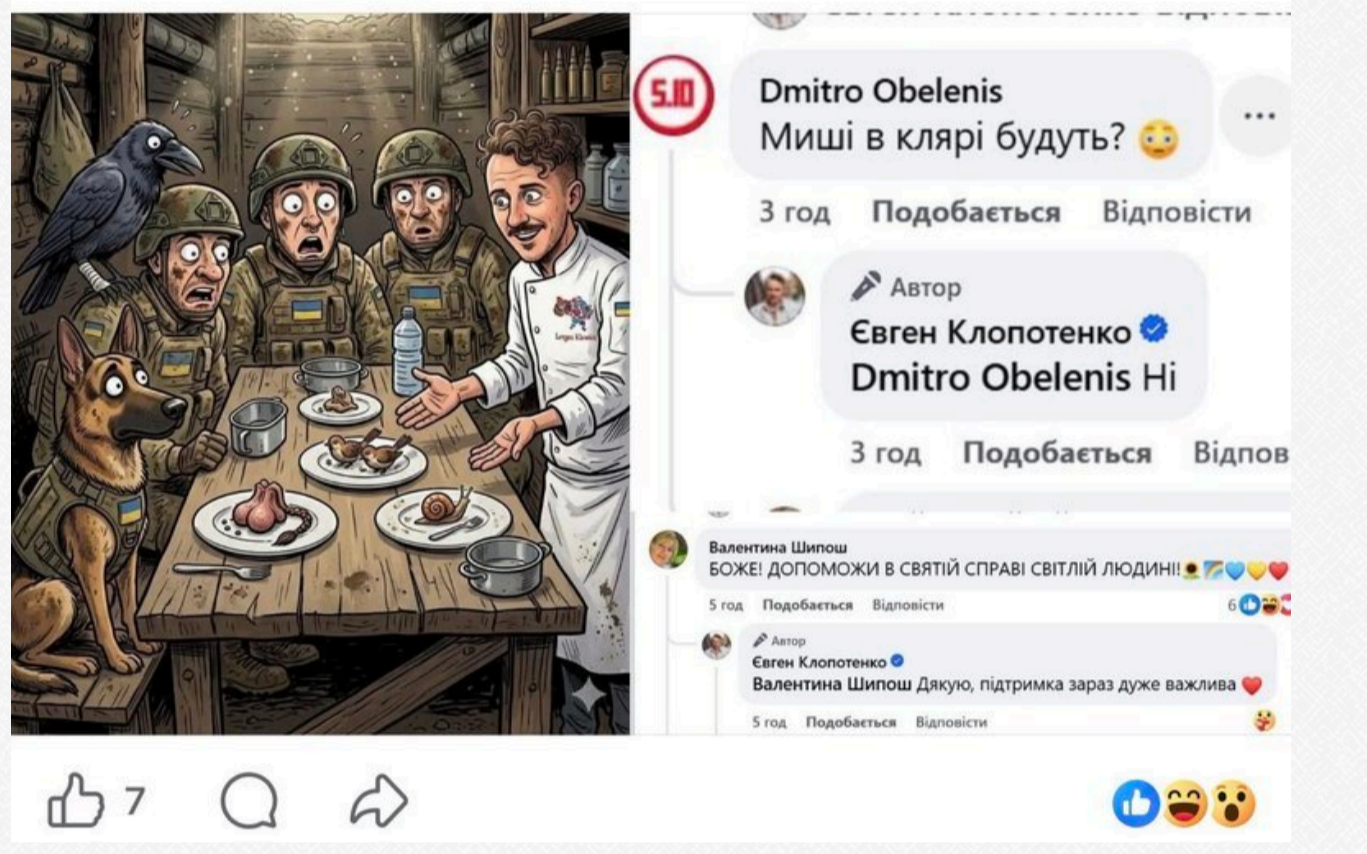 5.10
Dmitro Obelenis
Миші в клярі будуть? 😳
3 год Подобається Відповісти
Автор
Євген Клопотенко
Dmitro Obelenis Ні
3 год Подобається Відпов
Валентина Шипош
БОЖЕ! ДОПОМОЖИ В СВЯТІЙ СПРАВІ СВІТЛІЙ ЛЮДИНІ!!🌻🌈💙💛❤️
5 год Подобається Відповісти 6
Автор
Євген Клопотенко
Валентина Шипош Дякую, підтримка зараз дуже важлива ❤️
5 год Подобається Відповісти
7